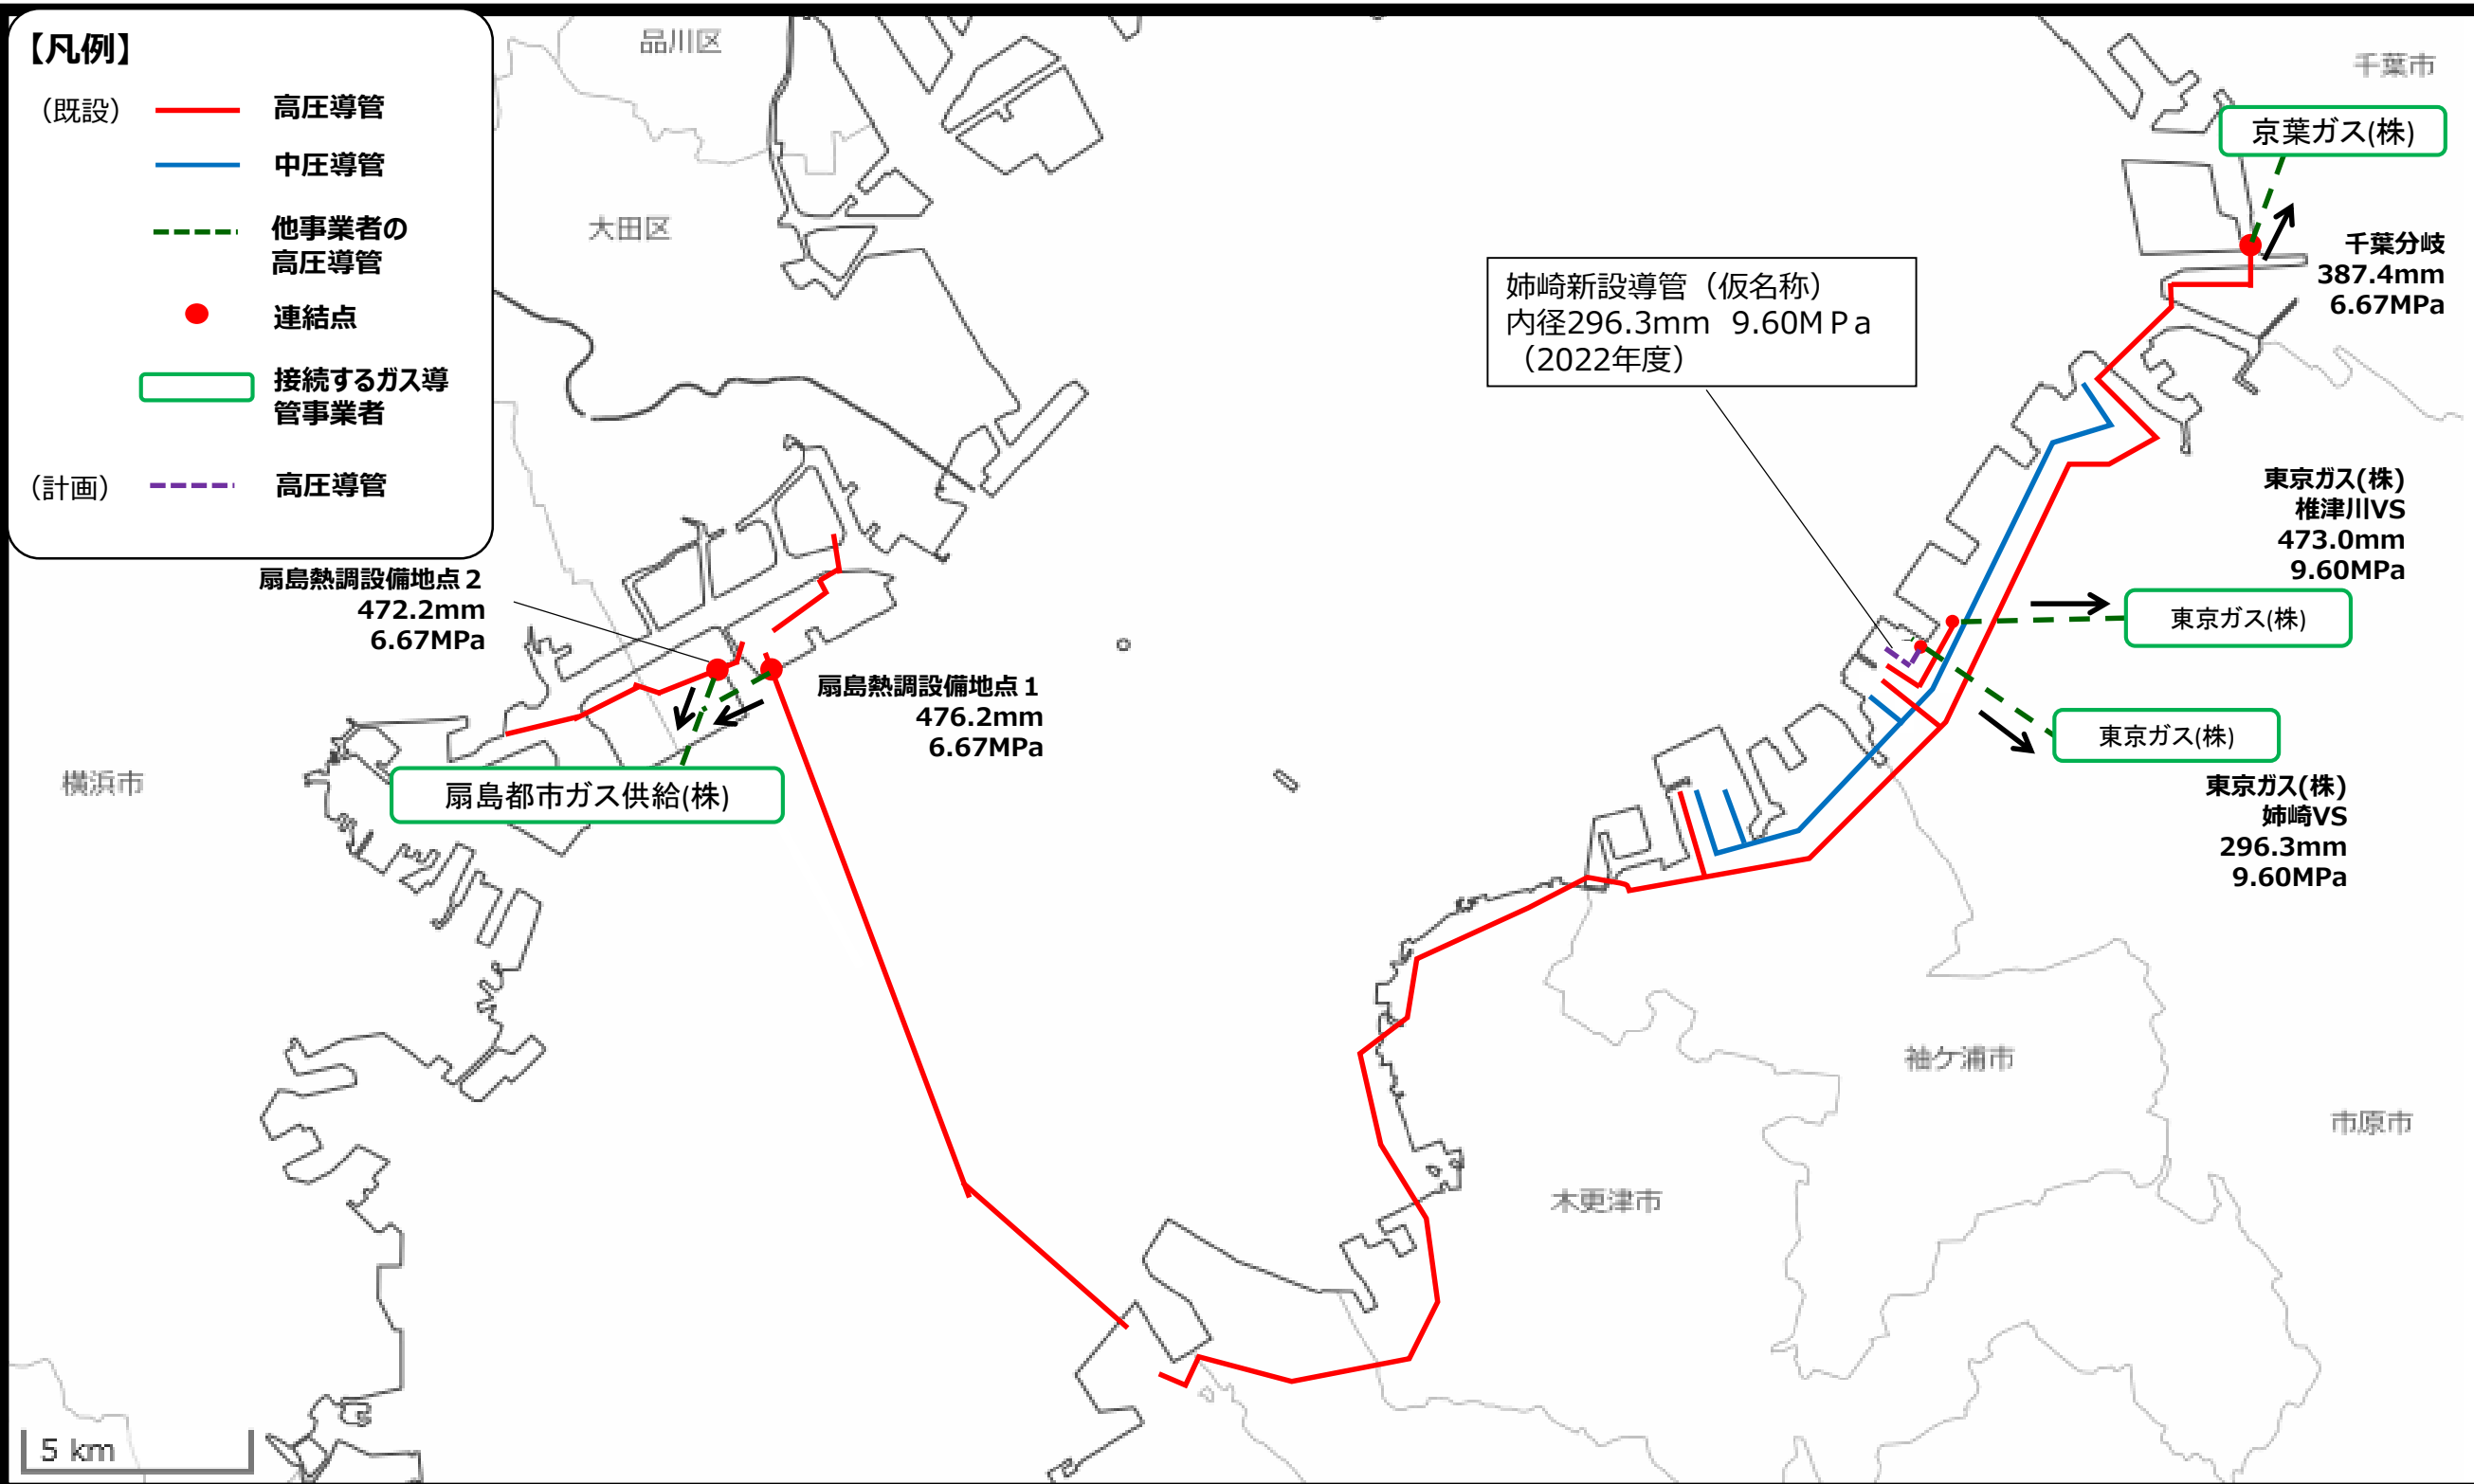 【凡例】
（既設）
高圧導管
中圧導管
他事業者の
高圧導管
連結点
接続するガス導
管事業者
（計画）
高圧導管
品川区
大田区
千葉市
京葉ガス(株)
千葉分岐
387.4mm
6.67MPa
姉崎新設導管（仮名称）
内径296.3mm 9.60ＭＰａ
（2022年度）
東京ガス(株)
椎津川VS
473.0mm
9.60MPa
東京ガス(株)
東京ガス(株)
東京ガス(株)
姉崎VS
296.3mm
9.60MPa
扇島熱調設備地点２
472.2mm
6.67MPa
扇島熱調設備地点１
476.2mm
6.67MPa
扇島都市ガス供給(株)
横浜市
袖ケ浦市
市原市
木更津市
5 km